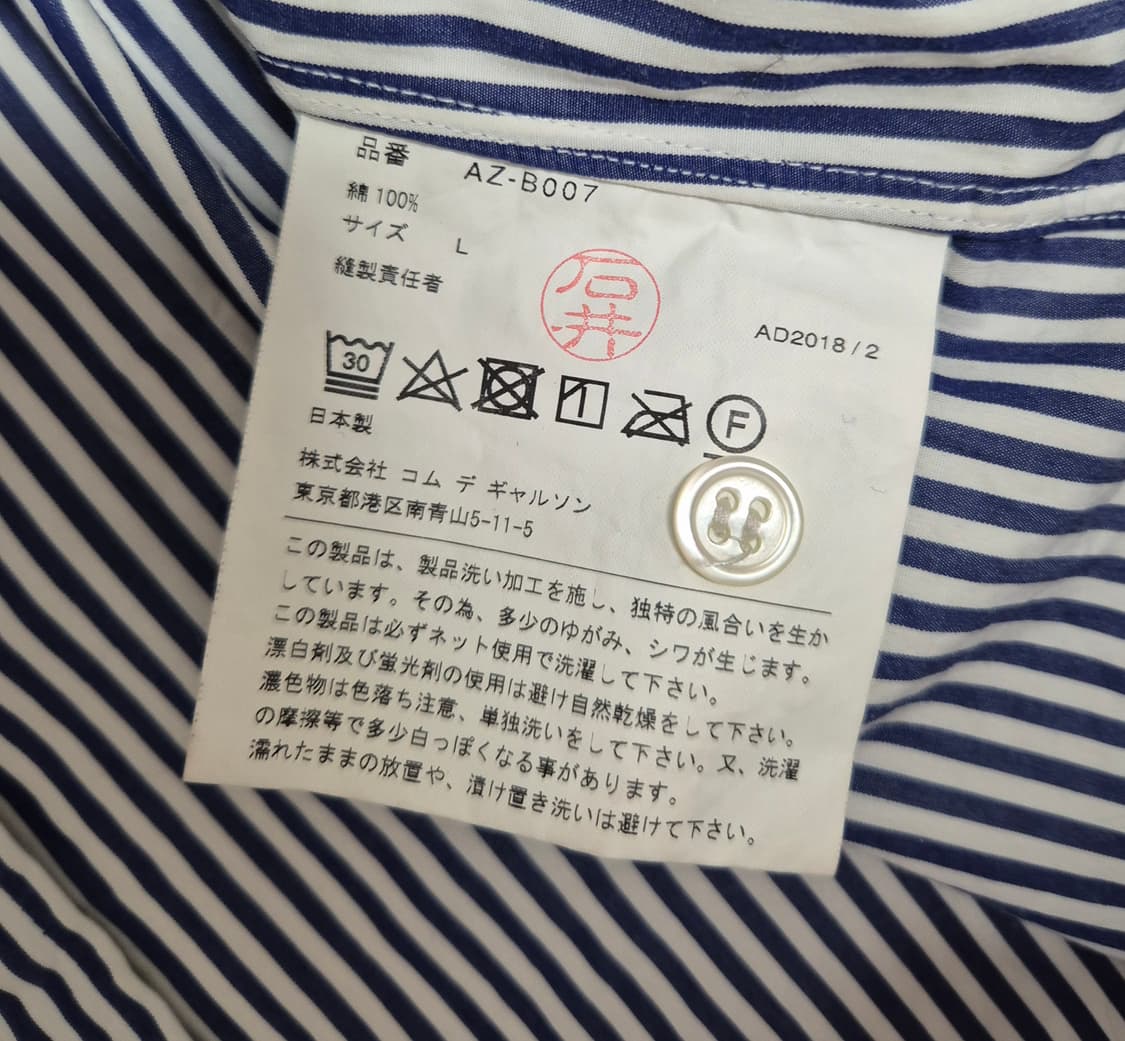 品番 AZ-B007
綿 100%
サイズ L
縫製責任者
石井
AD2018/2
30
F
日本製
株式会社 コム デ ギャルソン
東京都港区南青山5-11-5
この製品は、製品洗い加工を施し、独特の風合いを生か
しています。その為、多少のゆがみ、シワが生じます。
この製品は必ずネット使用で洗濯して下さい。
漂白剤及び蛍光剤の使用は避け自然乾燥をして下さい。
濃色物は色落ち注意、単独洗いをして下さい。又、洗濯
の摩擦等で多少白っぽくなる事があります。
濡れたままの放置や、漬け置き洗いは避けて下さい。